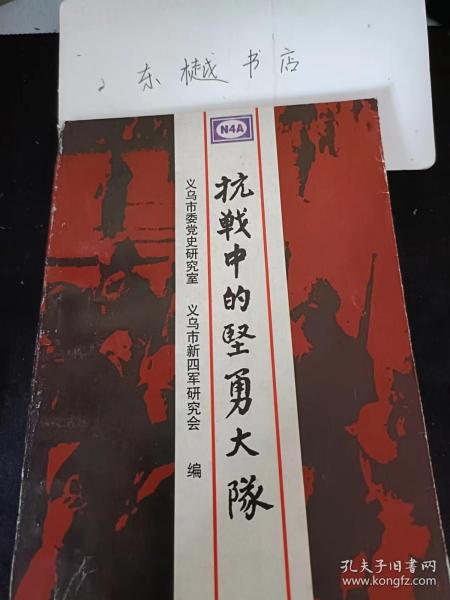 东樾书店
N4A
抗戰中的堅勇大隊
义乌市委党史研究室 义乌市新四军研究会 编
孔夫子旧书网
www.kongfz.com